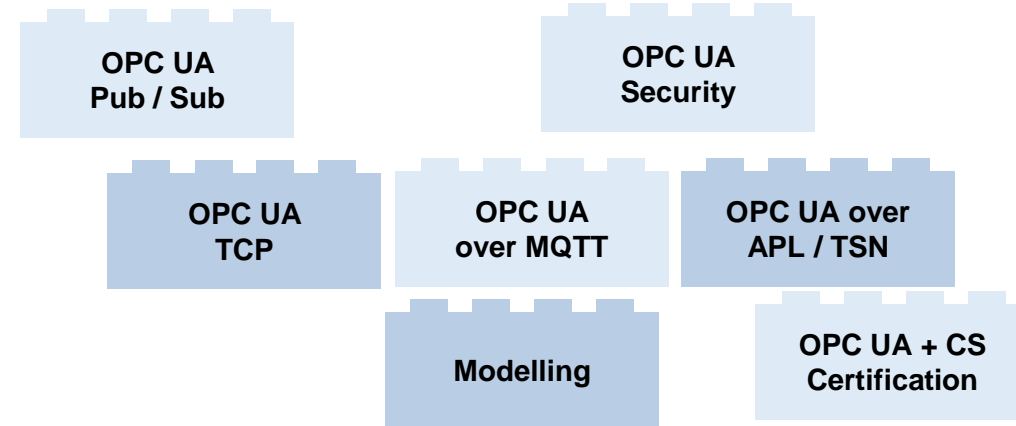 OPC UA
Pub / Sub
OPC UA
Security
OPC UA
TCP
OPC UA
over MQTT
OPC UA over
APL / TSN
Modelling
OPC UA + CS
Certification